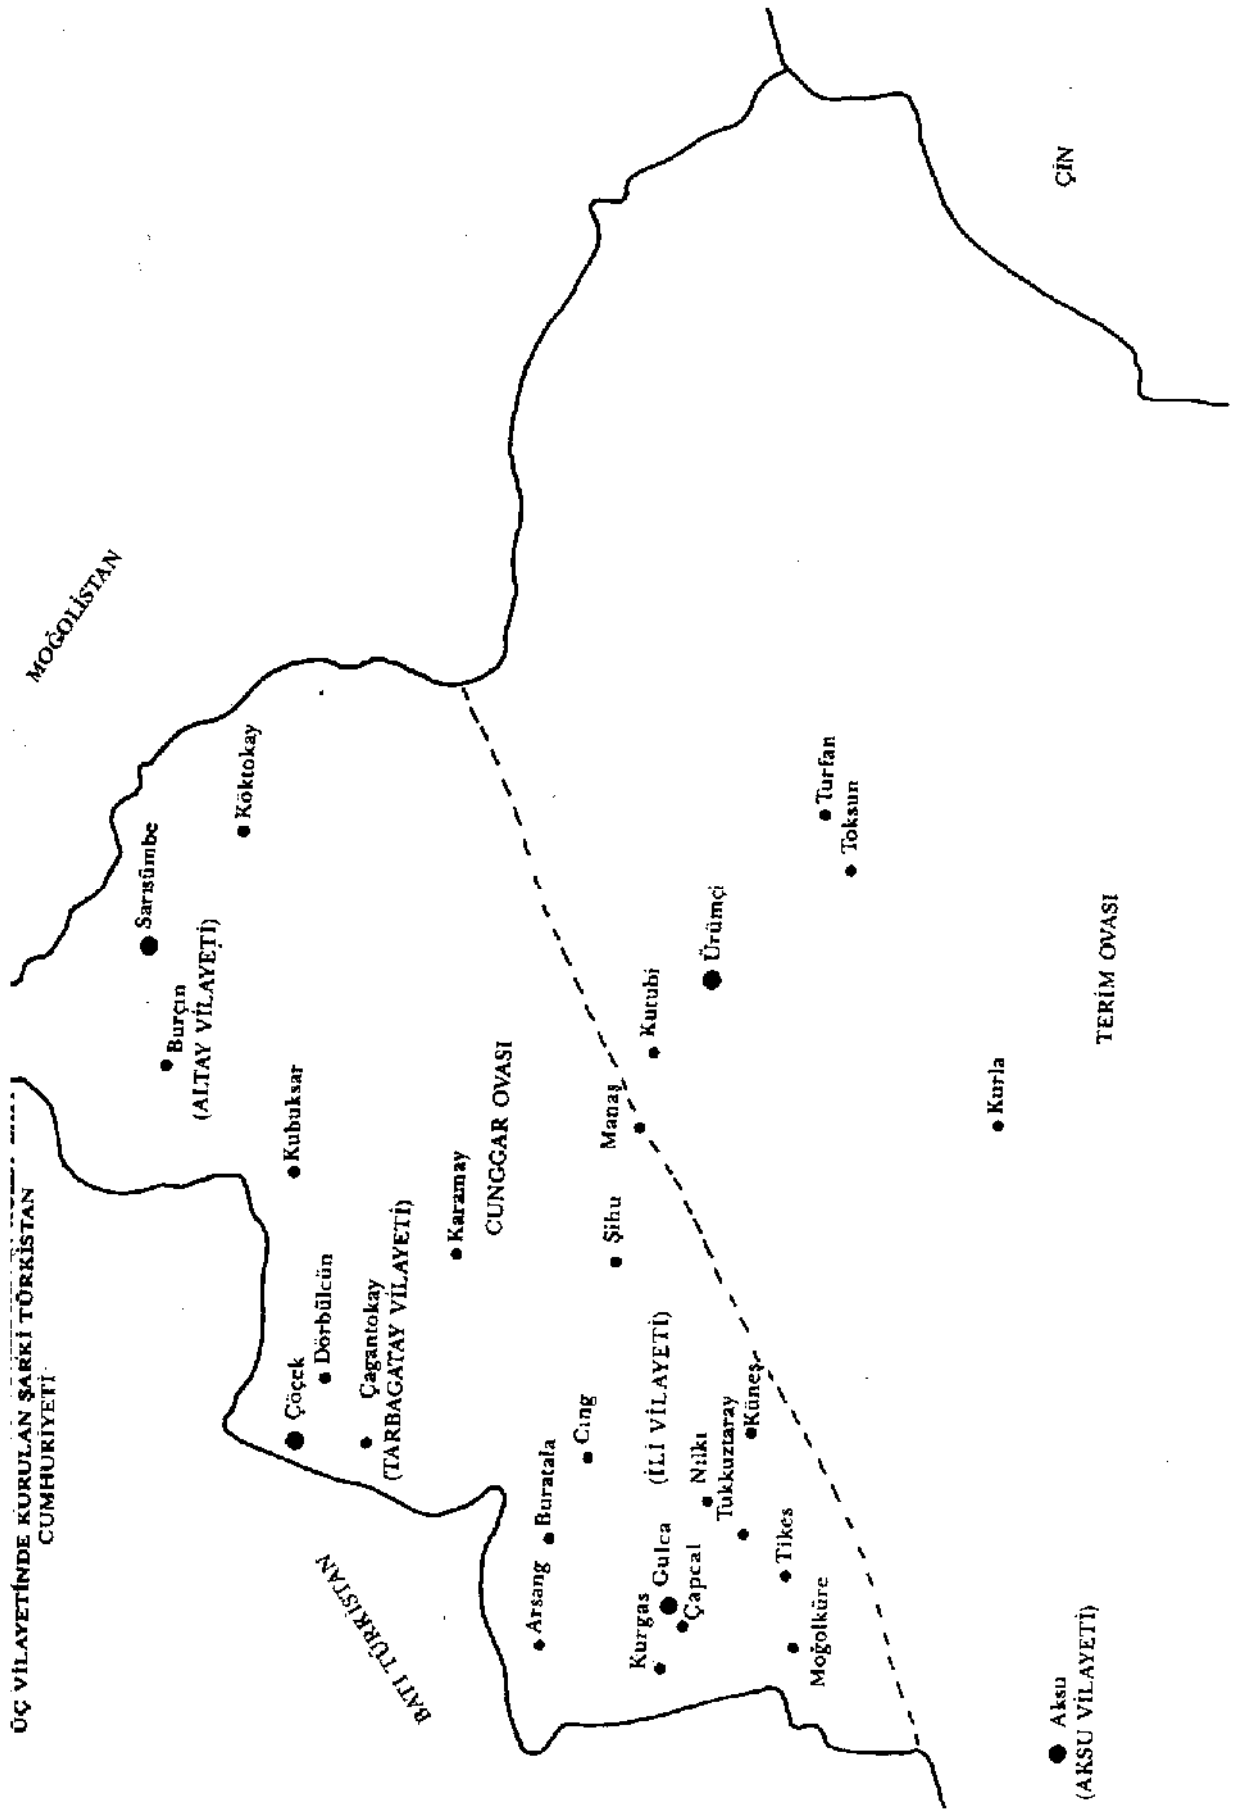 ÜÇ VİLAYETİNDE KURULAN ŞARKİ TÜRKİSTAN
CUMHURİYETİ
MOĞOLİSTAN
BATI TÜRKİSTAN
ÇİN
Sarısümbe
Burçın
(ALTAY VİLAYETİ)
Köktokay
Kubuksar
Çöçek
Dörbülcün
Çagantokay
(TARBAGATAY VİLAYETİ)
Karamay
CUNGGAR OVASI
Arsang
Buratala
Cıng
Şihu
Manaş
Kutubi
(İLİ VİLAYETİ)
Kurgas
Gulca
Çapcal
Nılkı
Tukkuztaray
Küneş
Tikes
Moğolküre
Ürümçi
Turfan
Toksun
Kurla
TERİM OVASI
Aksu
(AKSU VİLAYETİ)